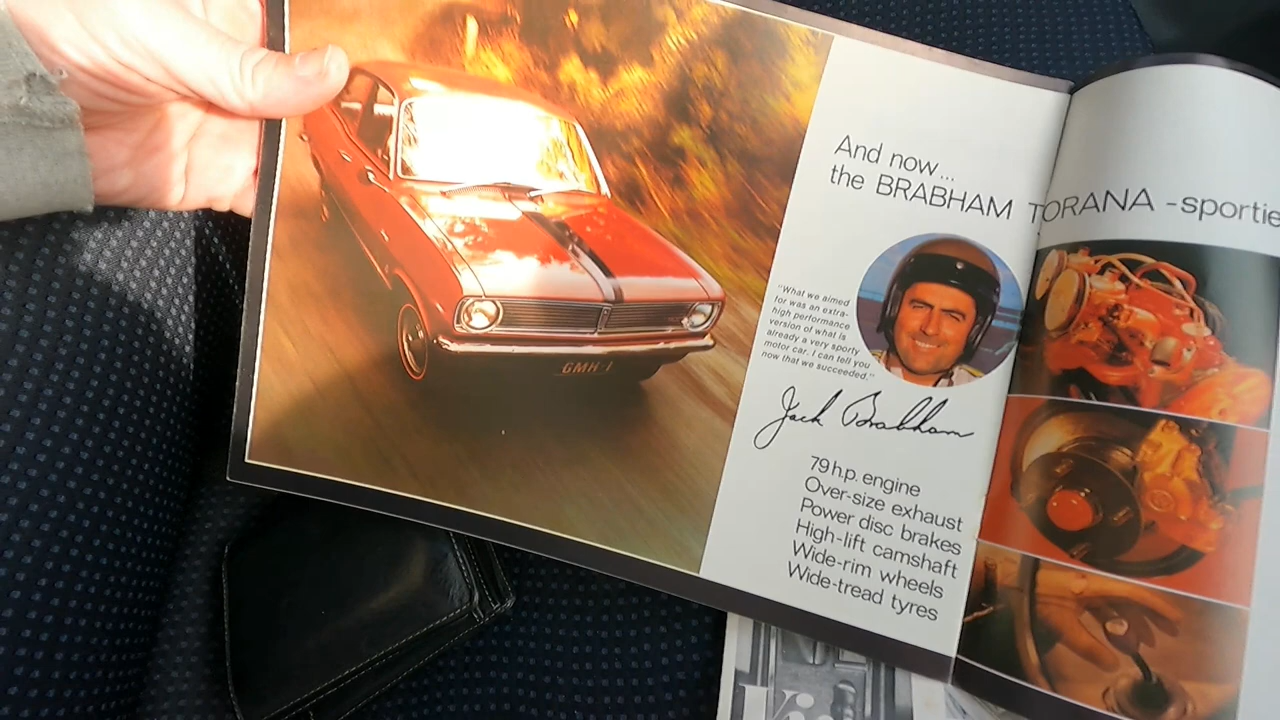 And now...
the BRABHAM TORANA -sportie
"What we aimed
for was an extra-
high performance
version of what is
already a very sporty
motor car. I can tell you
now that we succeeded."
Jack Brabham
79 h.p. engine
Over-size exhaust
Power disc brakes
High-lift camshaft
Wide-rim wheels
Wide-tread tyres
GMH-1